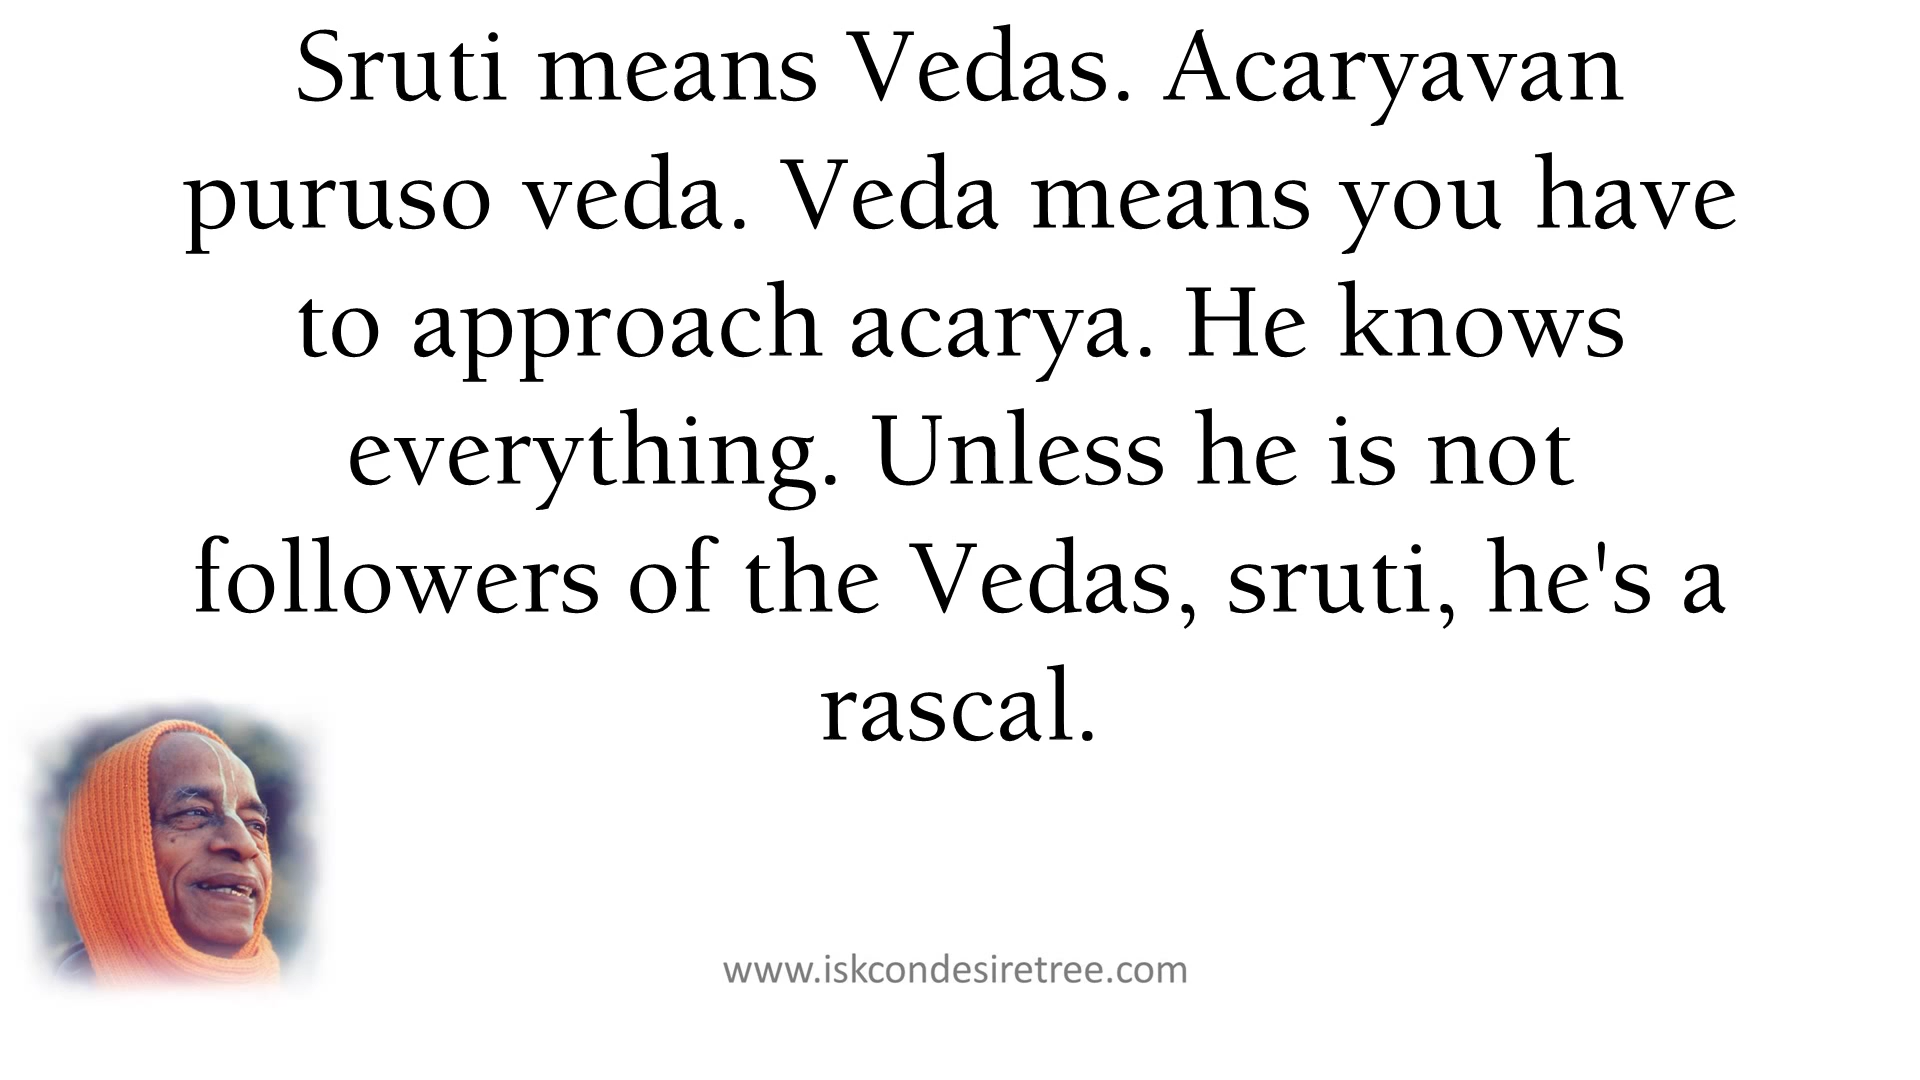 Sruti means Vedas. Acaryavan
puruso veda. Veda means you have
to approach acarya. He knows
everything. Unless he is not
followers of the Vedas, sruti, he's a
rascal.
www.iskcondesiretree.com